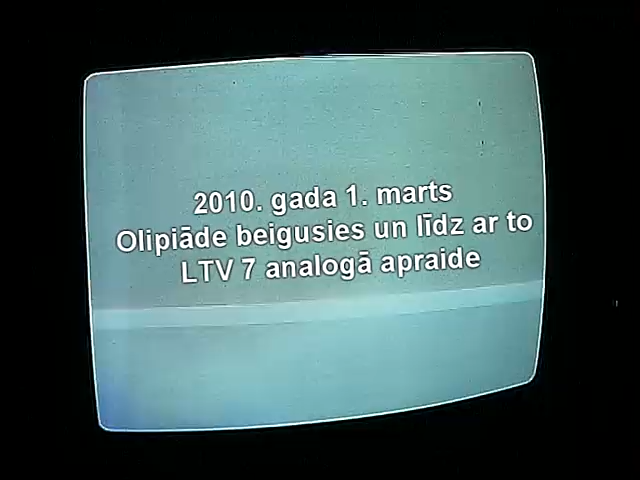 2010. gada 1. marts
Olipiāde beigusies un līdz ar to
LTV 7 analogā apraide